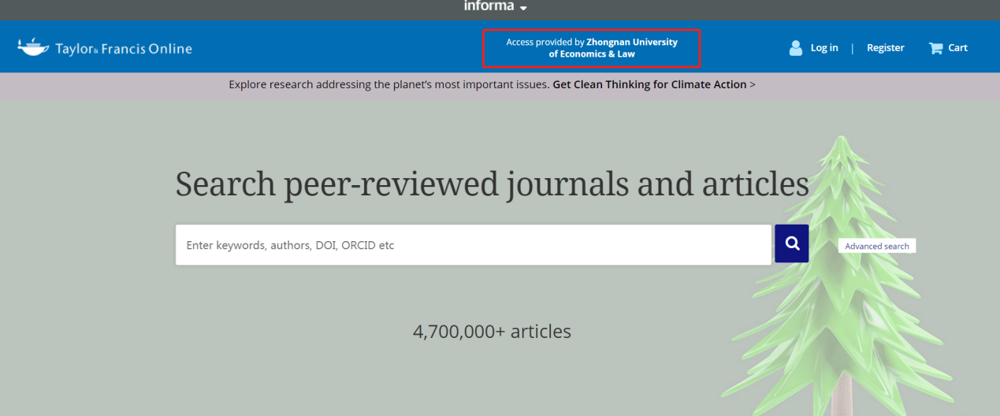 informa
Taylor & Francis Online
Access provided by Zhongnan University
of Economics & Law
Log in | Register
Cart
Explore research addressing the planet's most important issues. Get Clean Thinking for Climate Action >
Search peer-reviewed journals and articles
Enter keywords, authors, DOI, ORCID etc
Advanced search
4,700,000+ articles